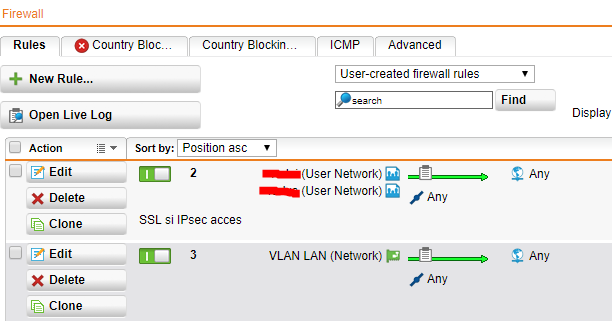 Firewall
Rules
Country Bloc...
Country Blockin...
ICMP
Advanced
New Rule...
User-created firewall rules
search
Find
Open Live Log
Display
Action
Sort by: Position asc
Edit
2
(User Network)
Any
Delete
(User Network)
Any
Clone
SSL si IPsec acces
Edit
3
VLAN LAN (Network)
Any
Delete
Any
Clone